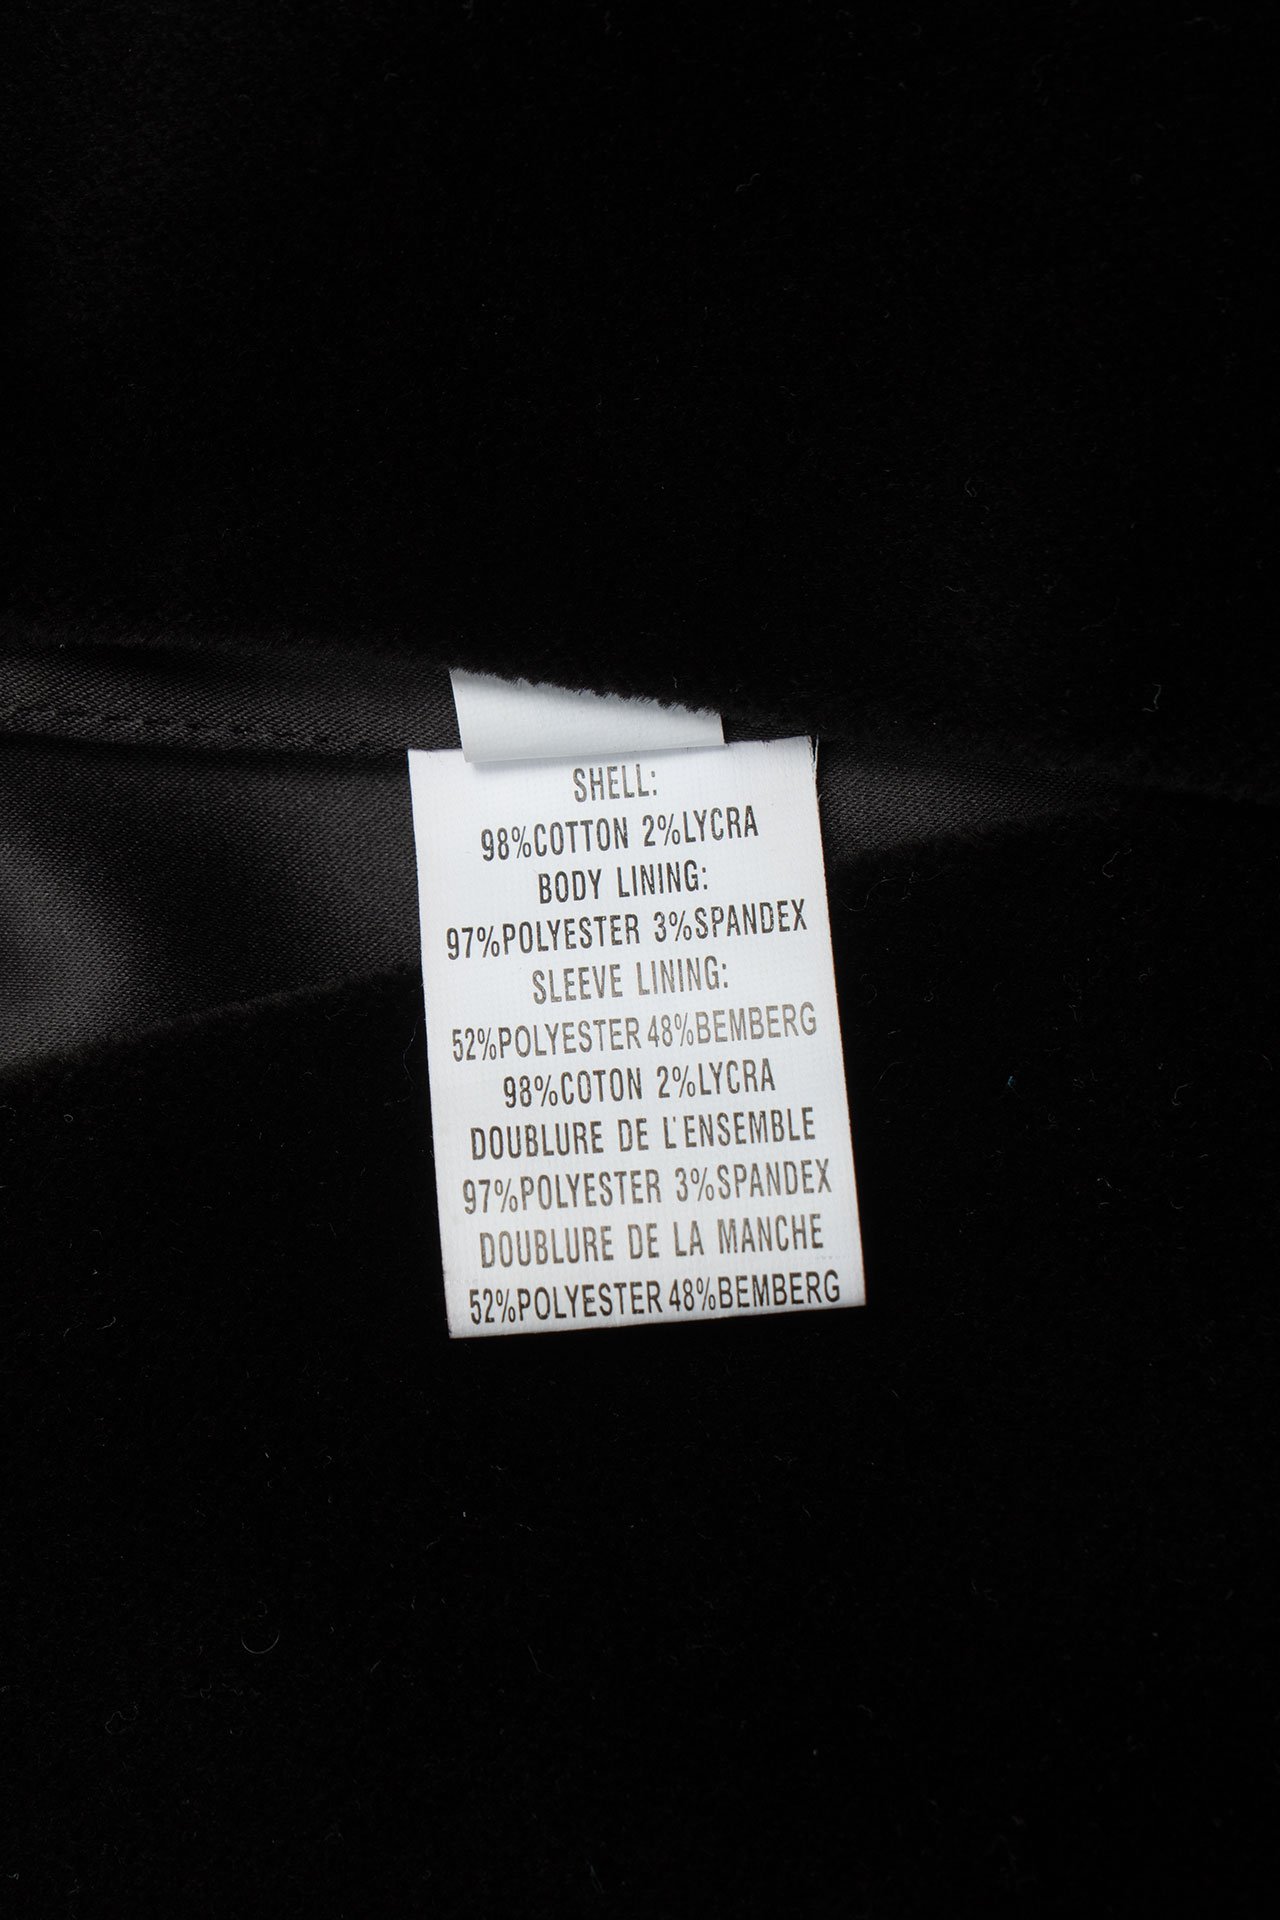 SHELL:
98%COTTON 2%LYCRA
BODY LINING:
97%POLYESTER 3%SPANDEX
SLEEVE LINING:
52%POLYESTER 48%BEMBERG
98%COTON 2%LYCRA
DOUBLURE DE L'ENSEMBLE
97%POLYESTER 3%SPANDEX
DOUBLURE DE LA MANCHE
52%POLYESTER 48%BEMBERG